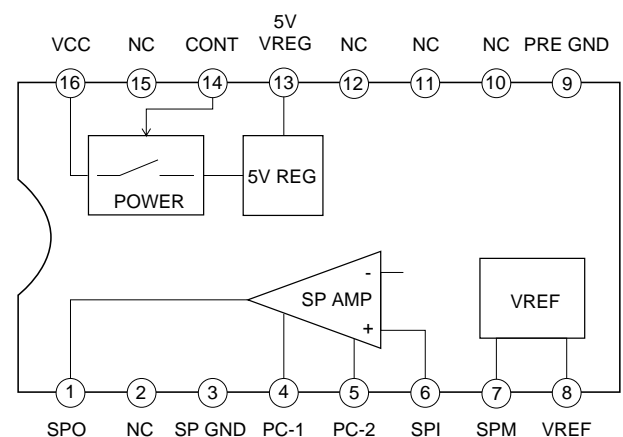 5V
VCC NC CONT VREG NC NC NC PRE GND
16 15 14 13 12 11 10 9
POWER
5V REG
-
SP AMP
+
VREF
1 2 3 4 5 6 7 8
SPO NC SP GND PC-1 PC-2 SPI SPM VREF